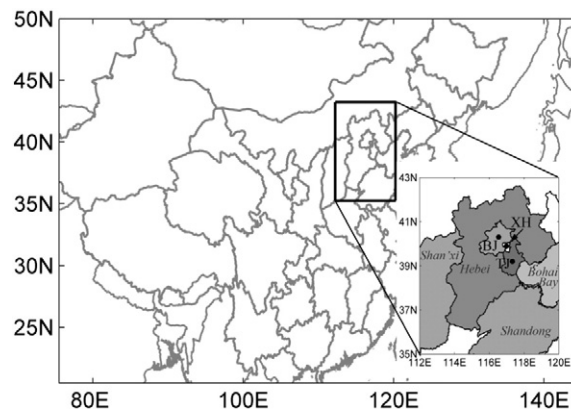 50N
45N
40N
35N
30N
25N
80E
100E
120E
140E
43N
41N
39N
37N
35N
112E
114E
116E
118E
120E
XH
BJ
TJ
Shan'xi
Hebei
Bohai
Bay
Shandong